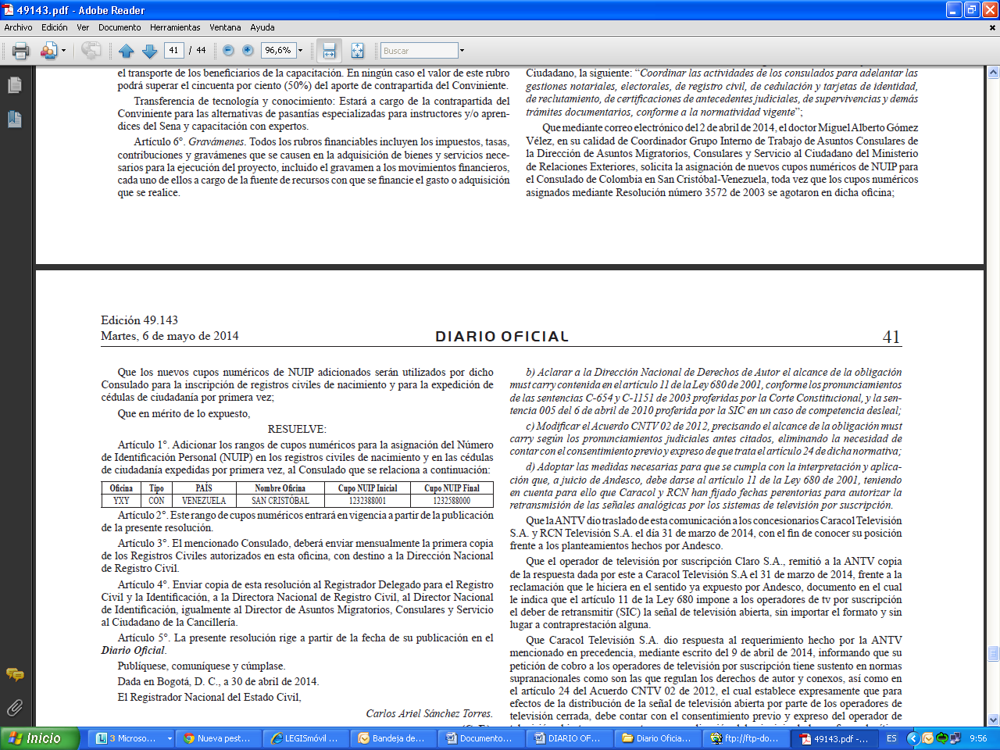 49143.pdf - Adobe Reader
Archivo Edición Ver Documento Herramientas Ventana Ayuda
41 / 44 96,6% Buscar
el transporte de los beneficiarios de la capacitación. En ningún caso el valor de este rubro
podrá superar el cincuenta por ciento (50%) del aporte de contrapartida del Conviniente.
Transferencia de tecnología y conocimiento: Estará a cargo de la contrapartida del
Conviniente para las alternativas de pasantías especializadas para instructores y/o apren-
dices del Sena y capacitación con expertos.
Artículo 6°. Gravámenes. Todos los rubros financiables incluyen los impuestos, tasas,
contribuciones y gravámenes que se causen en la adquisición de bienes y servicios nece-
sarios para la ejecución del proyecto, incluido el gravamen a los movimientos financieros,
cada uno de ellos a cargo de la fuente de recursos con que se financie el gasto o adquisición
que se realice.
Ciudadano, la siguiente: “Coordinar las actividades de los consulados para adelantar las
gestiones notariales, electorales, de registro civil, de cedulación y tarjetas de identidad,
de reclutamiento, de certificaciones de antecedentes judiciales, de supervivencias y demás
trámites documentarios, conforme a la normatividad vigente”;
Que mediante correo electrónico del 2 de abril de 2014, el doctor Miguel Alberto Gómez
Vélez, en su calidad de Coordinador Grupo Interno de Trabajo de Asuntos Consulares de
la Dirección de Asuntos Migratorios, Consulares y Servicio al Ciudadano del Ministerio
de Relaciones Exteriores, solicita la asignación de nuevos cupos numéricos de NUIP para
el Consulado de Colombia en San Cristóbal-Venezuela, toda vez que los cupos numéricos
asignados mediante Resolución número 3572 de 2003 se agotaron en dicha oficina;
Edición 49.143
Martes, 6 de mayo de 2014 DIARIO OFICIAL 41
Que los nuevos cupos numéricos de NUIP adicionados serán utilizados por dicho
Consulado para la inscripción de registros civiles de nacimiento y para la expedición de
cédulas de ciudadanía por primera vez;
Que en mérito de lo expuesto,
RESUELVE:
Artículo 1°. Adicionar los rangos de cupos numéricos para la asignación del Número
de Identificación Personal (NUIP) en los registros civiles de nacimiento y en las cédulas
de ciudadanía expedidas por primera vez, al Consulado que se relaciona a continuación:
Oficina Tipo PAÍS Nombre Oficina Cupo NUIP Inicial Cupo NUIP Final
YXY CON VENEZUELA SAN CRISTÓBAL 1232388001 1232588000
Artículo 2°. Este rango de cupos numéricos entrará en vigencia a partir de la publicación
de la presente resolución.
Artículo 3°. El mencionado Consulado, deberá enviar mensualmente la primera copia
de los Registros Civiles autorizados en esta oficina, con destino a la Dirección Nacional
de Registro Civil.
Artículo 4°. Enviar copia de esta resolución al Registrador Delegado para el Registro
Civil y la Identificación, a la Directora Nacional de Registro Civil, al Director Nacional
de Identificación, igualmente al Director de Asuntos Migratorios, Consulares y Servicio
al Ciudadano de la Cancillería.
Artículo 5°. La presente resolución rige a partir de la fecha de su publicación en el
Diario Oficial.
Publíquese, comuníquese y cúmplase.
Dada en Bogotá, D. C., a 30 de abril de 2014.
El Registrador Nacional del Estado Civil,
Carlos Ariel Sánchez Torres.
b) Aclarar a la Dirección Nacional de Derechos de Autor el alcance de la obligación
must carry contenida en el artículo 11 de la Ley 680 de 2001, conforme los pronunciamientos
de las sentencias C-654 y C-1151 de 2003 proferidas por la Corte Constitucional, y la sen-
tencia 005 del 6 de abril de 2010 proferida por la SIC en un caso de competencia desleal;
c) Modificar el Acuerdo CNTV 02 de 2012, precisando el alcance de la obligación must
carry según los pronunciamientos judiciales antes citados, eliminando la necesidad de
contar con el consentimiento previo y expreso de que trata el artículo 24 de dicha normativa;
d) Adoptar las medidas necesarias para que se cumpla con la interpretación y aplica-
ción que, a juicio de Andesco, debe darse al artículo 11 de la Ley 680 de 2001, teniendo
en cuenta para ello que Caracol y RCN han fijado fechas perentorias para autorizar la
retransmisión de las señales analógicas por los sistemas de televisión por suscripción.
Que la ANTV dio traslado de esta comunicación a los concesionarios Caracol Televisión
S.A. y RCN Televisión S.A. el día 31 de marzo de 2014, con el fin de conocer su posición
frente a los planteamientos hechos por Andesco.
Que el operador de televisión por suscripción Claro S.A., remitió a la ANTV copia
de la respuesta dada por este a Caracol Televisión S.A el 31 de marzo de 2014, frente a la
reclamación que le hiciera en el sentido ya expuesto por Andesco, documento en el cual
le indica que el artículo 11 de la Ley 680 impone a los operadores de tv por suscripción
el deber de retransmitir (SIC) la señal de televisión abierta, sin importar el formato y sin
lugar a contraprestación alguna.
Que Caracol Televisión S.A. dio respuesta al requerimiento hecho por la ANTV
mencionado en precedencia, mediante escrito del 9 de abril de 2014, informando que su
petición de cobro a los operadores de televisión por suscripción tiene sustento en normas
supranacionales como son las que regulan los derechos de autor y conexos, así como en
el artículo 24 del Acuerdo CNTV 02 de 2012, el cual establece expresamente que para
efectos de la distribución de la señal de televisión abierta por parte de los operadores de
televisión cerrada, debe contar con el consentimiento previo y expreso del operador de
Inicio 3 Microso... Nueva pest... LEGISmóvil ... Bandeja de... Documento... DIARIO OF... Diario Oficia... ftp://ftp-do... 49143.pdf -... ES 9:56